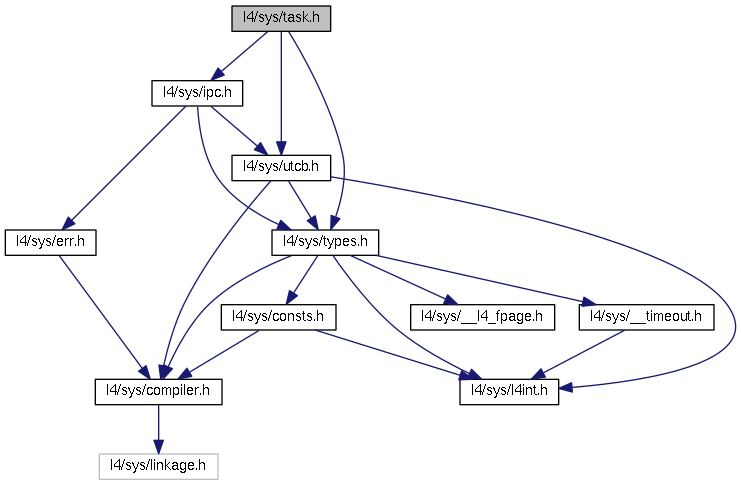 l4/sys/task.h
l4/sys/ipc.h
l4/sys/utcb.h
l4/sys/err.h
l4/sys/types.h
l4/sys/consts.h
l4/sys/__l4_fpage.h
l4/sys/__timeout.h
l4/sys/compiler.h
l4/sys/l4int.h
l4/sys/linkage.h